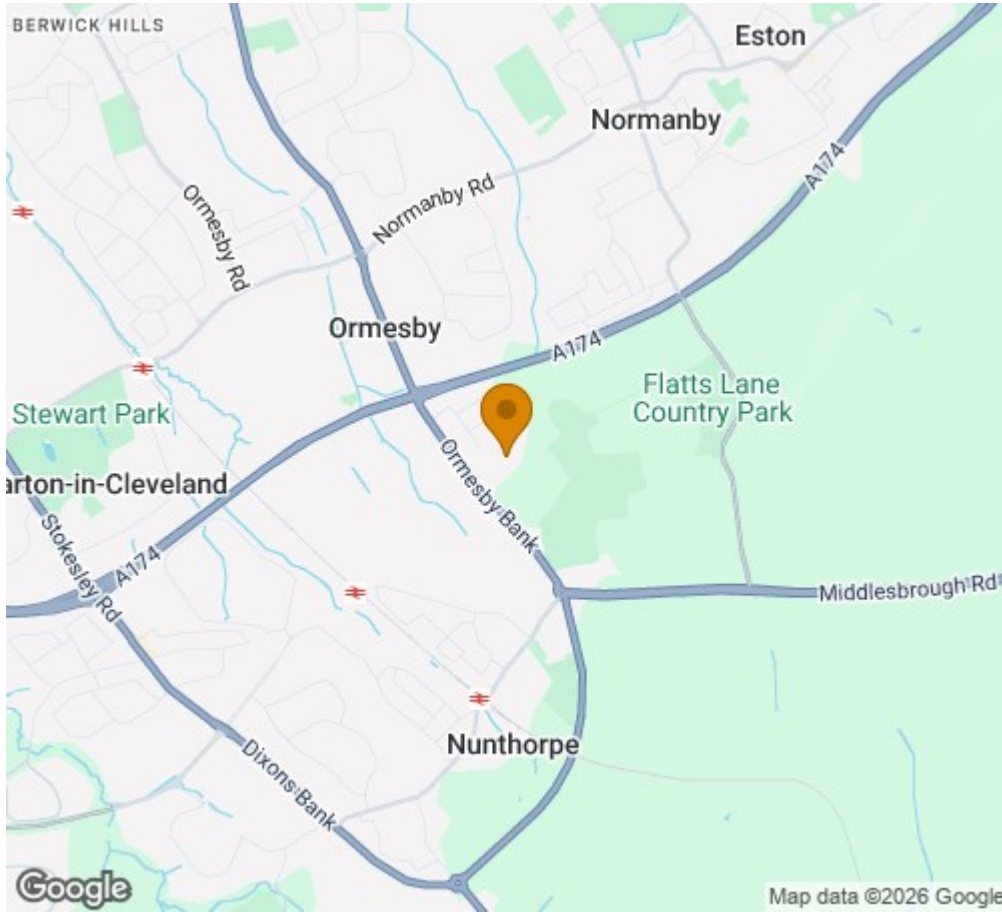 BERWICK HILLS
Eston
Normanby
A174
Normanby Rd
Ormesby Rd
Ormesby
A174
Flatts Lane
Country Park
Stewart Park
Ormesby Bank
arton-in-Cleveland
Stokesley Rd
A174
Middlesbrough Rd
Nunthorpe
Dixons Bank
Google
Map data ©2026 Google